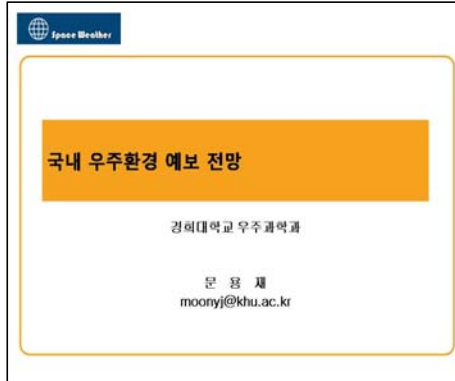 Space Weather
국내 우주환경 예보 전망
경희대학교 우주과학과
문 용 재
moonyj@khu.ac.kr